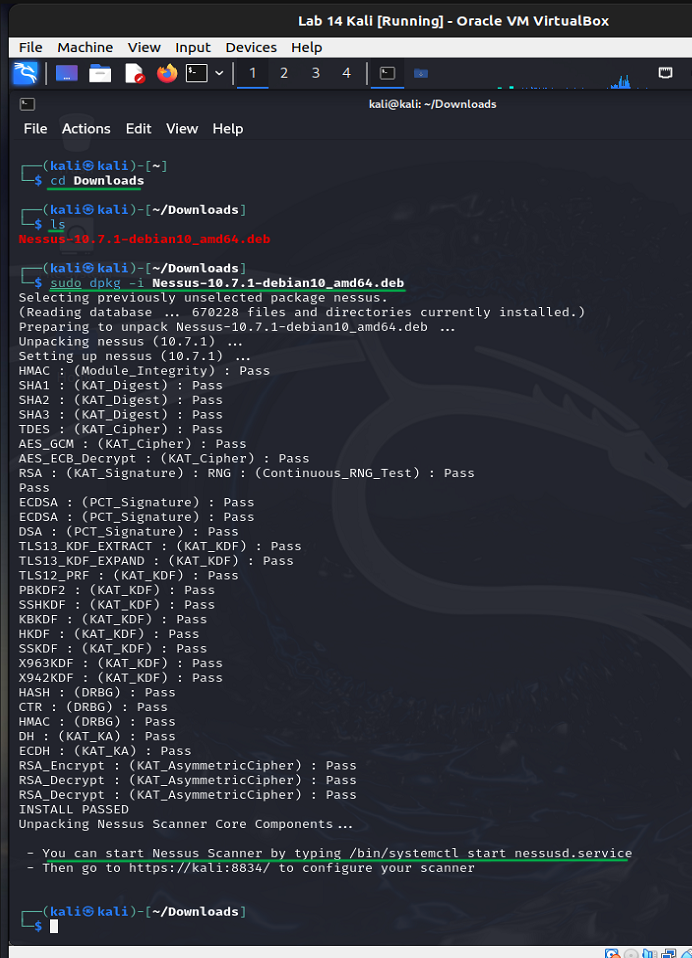 Lab 14 Kali [Running] - Oracle VM VirtualBox
File Machine View Input Devices Help
1 2 3 4
kali@kali: ~/Downloads
File Actions Edit View Help
┌──(kali㉿kali)-[~]
└─$ cd Downloads
┌──(kali㉿kali)-[~/Downloads]
└─$ ls
Nessus-10.7.1-debian10_amd64.deb
┌──(kali㉿kali)-[~/Downloads]
└─$ sudo dpkg -i Nessus-10.7.1-debian10_amd64.deb
Selecting previously unselected package nessus.
(Reading database ... 670228 files and directories currently installed.)
Preparing to unpack Nessus-10.7.1-debian10_amd64.deb ...
Unpacking nessus (10.7.1) ...
Setting up nessus (10.7.1) ...
HMAC : (Module_Integrity) : Pass
SHA1 : (KAT_Digest) : Pass
SHA2 : (KAT_Digest) : Pass
SHA3 : (KAT_Digest) : Pass
TDES : (KAT_Cipher) : Pass
AES_GCM : (KAT_Cipher) : Pass
AES_ECB_Decrypt : (KAT_Cipher) : Pass
RSA : (KAT_Signature) : RNG : (Continuous_RNG_Test) : Pass
Pass
ECDSA : (PCT_Signature) : Pass
ECDSA : (PCT_Signature) : Pass
DSA : (PCT_Signature) : Pass
TLS13_KDF_EXTRACT : (KAT_KDF) : Pass
TLS13_KDF_EXPAND : (KAT_KDF) : Pass
TLS12_PRF : (KAT_KDF) : Pass
PBKDF2 : (KAT_KDF) : Pass
SSHKDF : (KAT_KDF) : Pass
KBKDF : (KAT_KDF) : Pass
HKDF : (KAT_KDF) : Pass
SSKDF : (KAT_KDF) : Pass
X963KDF : (KAT_KDF) : Pass
X942KDF : (KAT_KDF) : Pass
HASH : (DRBG) : Pass
CTR : (DRBG) : Pass
HMAC : (DRBG) : Pass
DH : (KAT_KA) : Pass
ECDH : (KAT_KA) : Pass
RSA_Encrypt : (KAT_AsymmetricCipher) : Pass
RSA_Decrypt : (KAT_AsymmetricCipher) : Pass
RSA_Decrypt : (KAT_AsymmetricCipher) : Pass
INSTALL PASSED
Unpacking Nessus Scanner Core Components...
- You can start Nessus Scanner by typing /bin/systemctl start nessusd.service
- Then go to https://kali:8834/ to configure your scanner
┌──(kali㉿kali)-[~/Downloads]
└─$